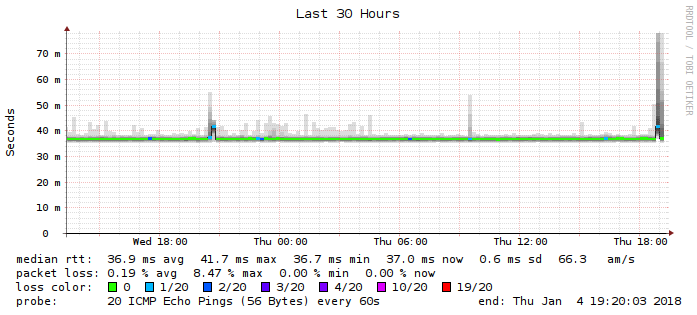 Last 30 Hours
RRDTOOL / TOBI OETIKER
Seconds
70 m
60 m
50 m
40 m
30 m
20 m
10 m
0
Wed 18:00 Thu 00:00 Thu 06:00 Thu 12:00 Thu 18:00
median rtt: 36.9 ms avg 41.7 ms max 36.7 ms min 37.0 ms now 0.6 ms sd 66.3 am/s
packet loss: 0.19 % avg 8.47 % max 0.00 % min 0.00 % now
loss color: 0 1/20 2/20 3/20 4/20 10/20 19/20
probe: 20 ICMP Echo Pings (56 Bytes) every 60s end: Thu Jan 4 19:20:03 2018